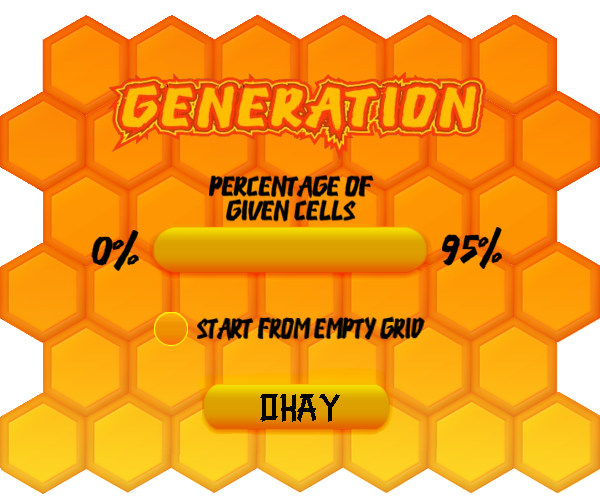 GENERATION
PERCENTAGE OF
GIVEN CELLS
0% 95%
START FROM EMPTY GRID
OKAY